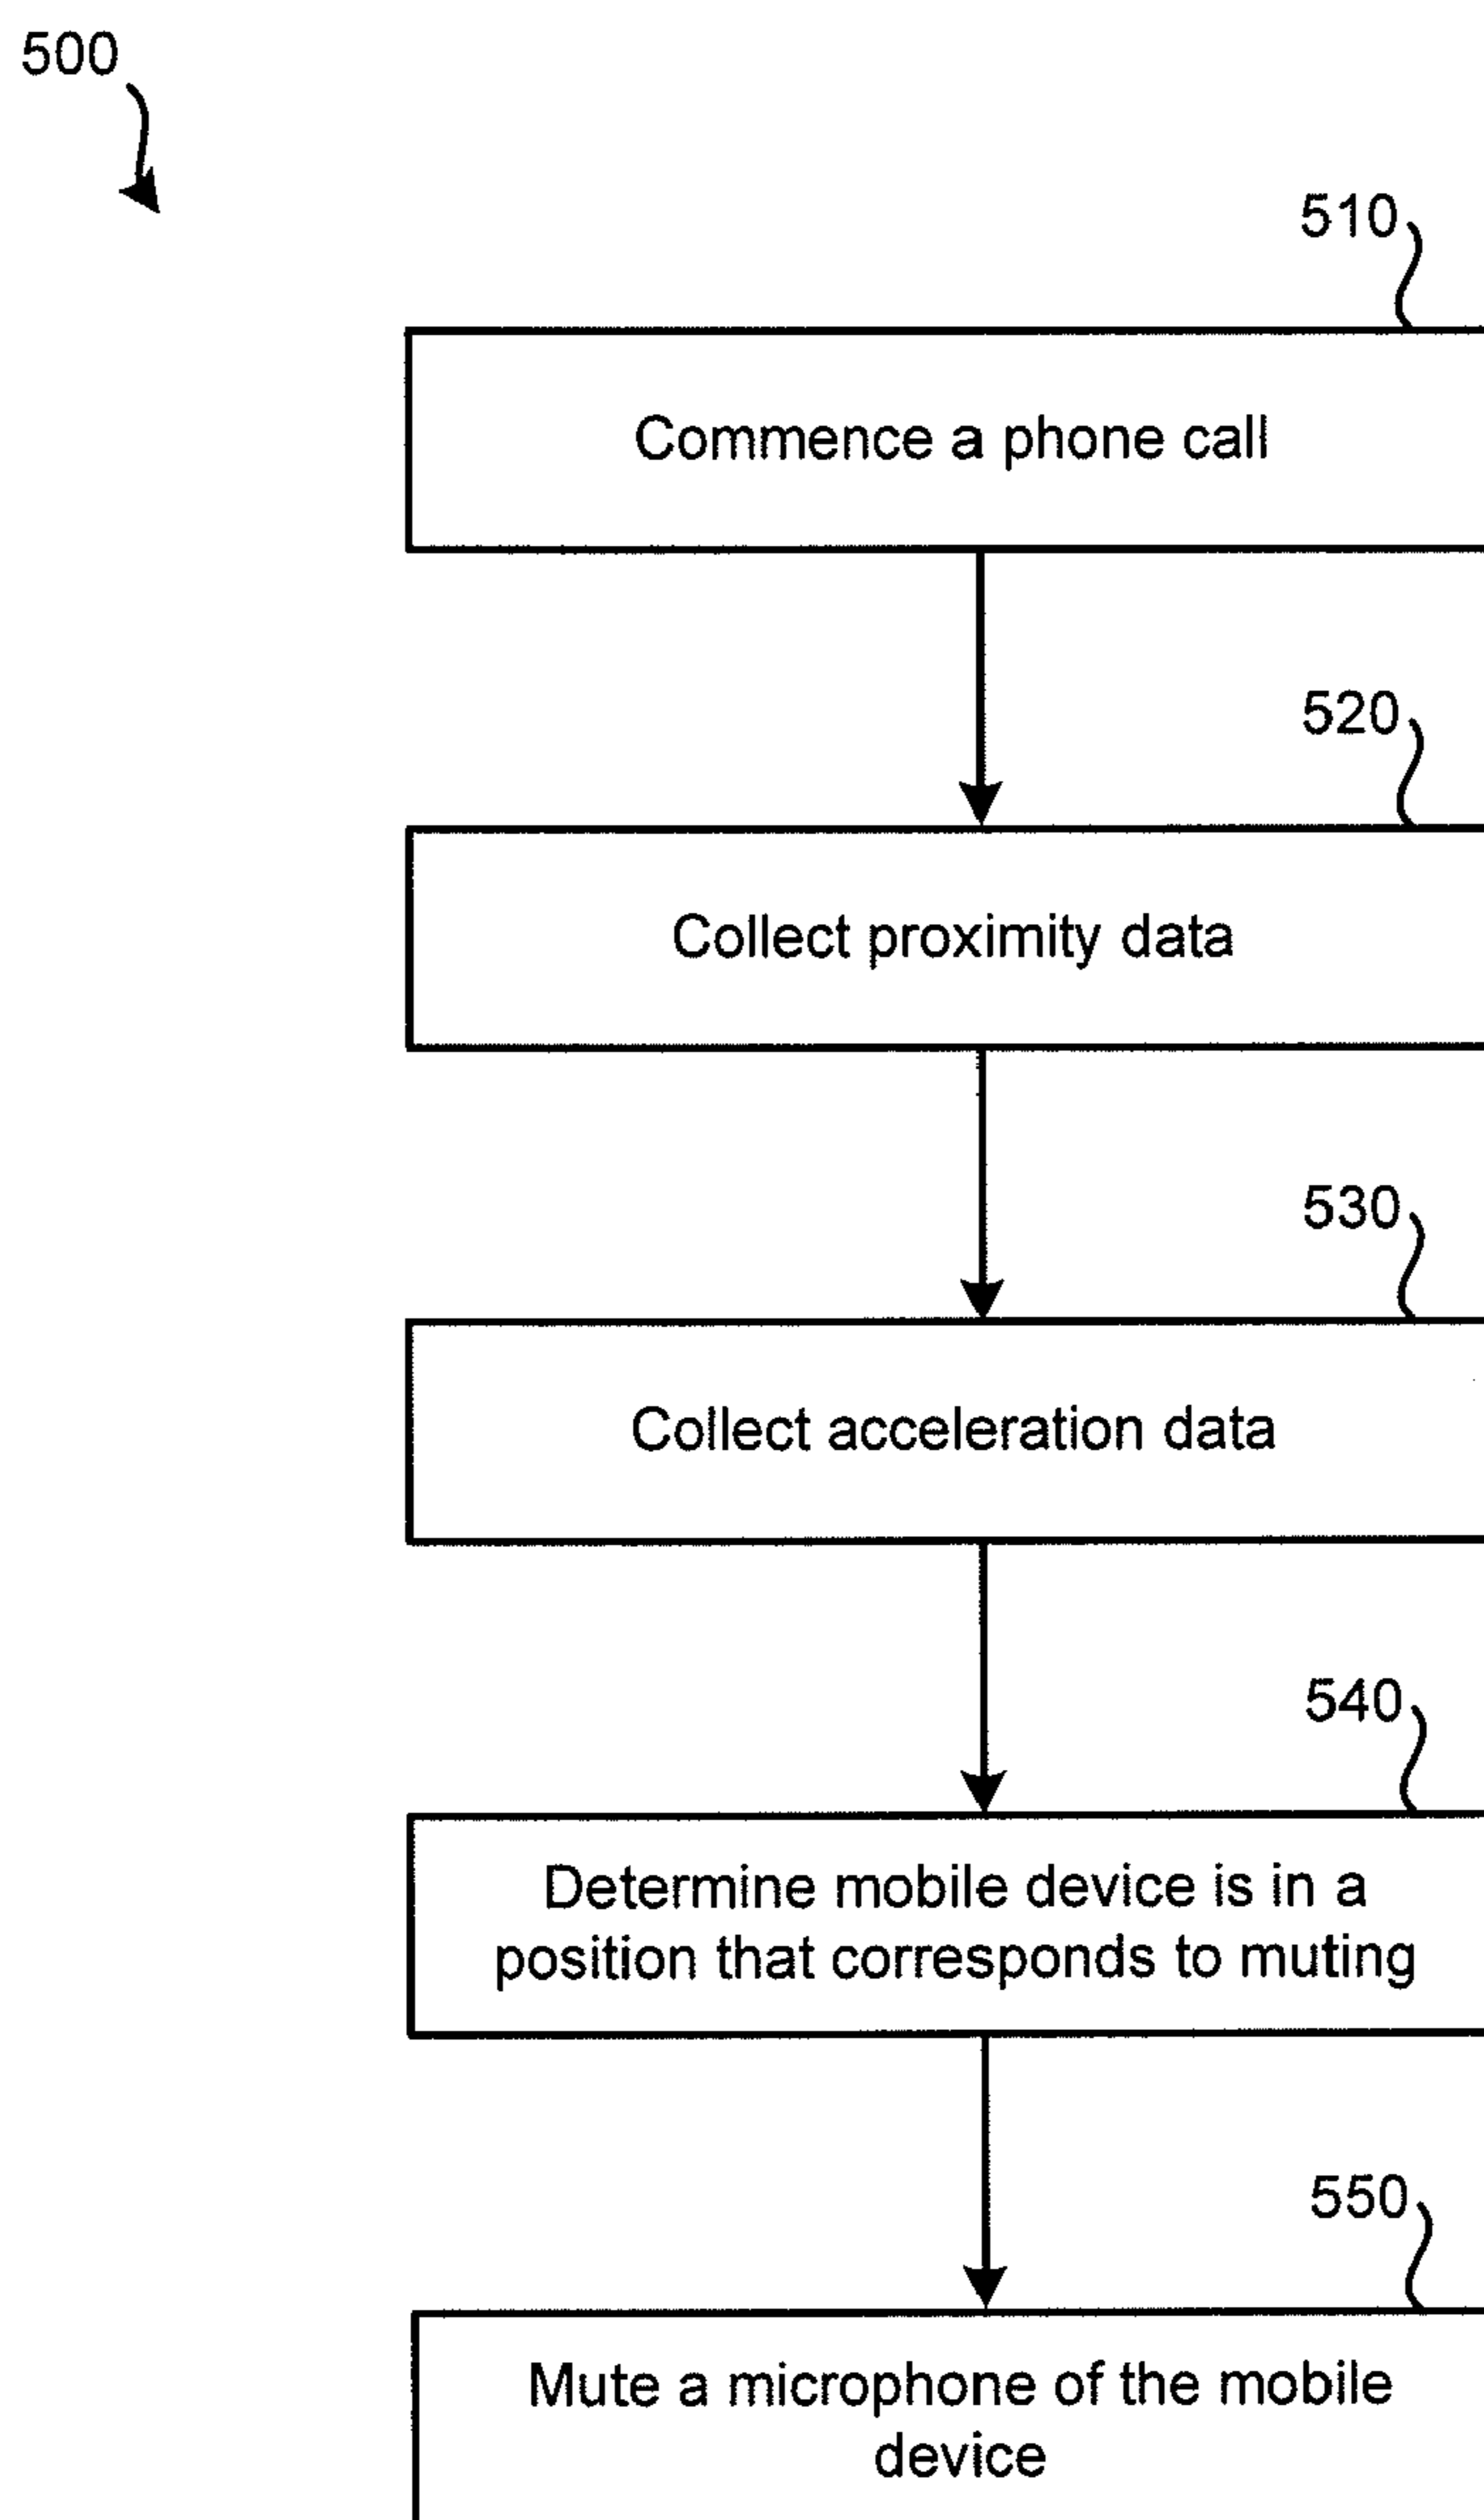 500
510
Commence a phone call
520
Collect proximity data
530
Collect acceleration data
540
Determine mobile device is in a
position that corresponds to muting
550
Mute a microphone of the mobile
device